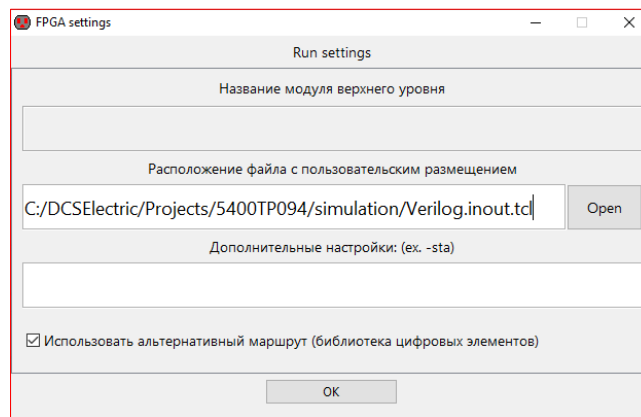 FPGA settings
Run settings
Название модуля верхнего уровня
Расположение файла с пользовательским размещением
C:/DCSElectric/Projects/5400TP094/simulation/Verilog.inout.tcl
Open
Дополнительные настройки: (ex. -sta)
Использовать альтернативный маршрут (библиотека цифровых элементов)
OK